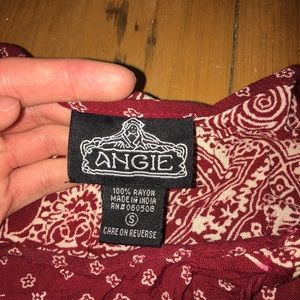 ANGIE
100% RAYON
MADE IN INDIA
RN#060508
S
CARE ON REVERSE